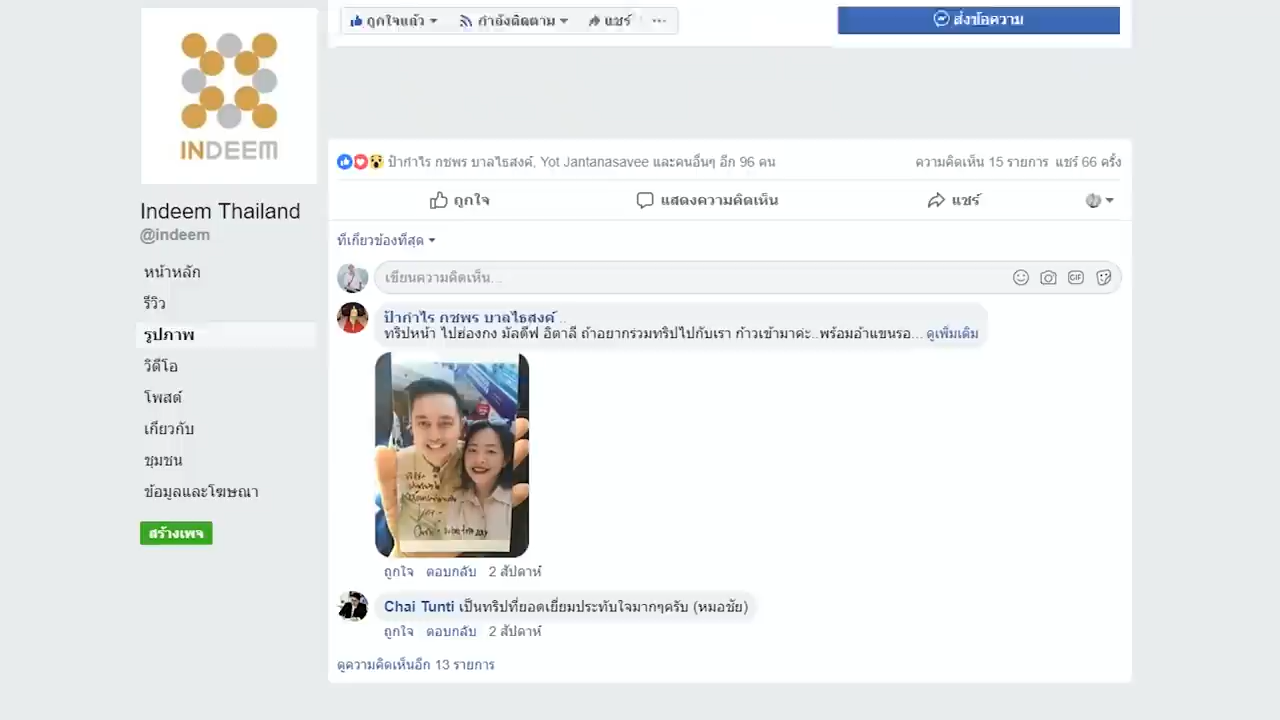 ถูกใจแล้ว กำลังติดตาม แชร์ ...
ส่งข้อความ
INDEEM
Indeem Thailand
@indeem
หน้าหลัก
รีวิว
รูปภาพ
วิดีโอ
โพสต์
เกี่ยวกับ
ชุมชน
ข้อมูลและโฆษณา
สร้างเพจ
ป้ากำไร กชพร บาลไธสงค์, Yot Jantanasavee และคนอื่นๆ อีก 96 คน
ความคิดเห็น 15 รายการ แชร์ 66 ครั้ง
ถูกใจ แสดงความคิดเห็น แชร์
ที่เกี่ยวข้องที่สุด
เขียนความคิดเห็น...
GIF
ป้ากำไร กชพร บาลไธสงค์ ..
ทริปหน้า ไปฮ่องกง มัลดีฟ อิตาลี ถ้าอยากร่วมทริปไปกับเรา ก้าวเข้ามาค่ะ..พร้อมอ้าแขนรอ... ดูเพิ่มเติม
ถูกใจ ตอบกลับ 2 สัปดาห์
Chai Tunti เป็นทริปที่ยอดเยี่ยมประทับใจมากๆครับ (หมอชัย)
ถูกใจ ตอบกลับ 2 สัปดาห์
ดูความคิดเห็นอีก 13 รายการ